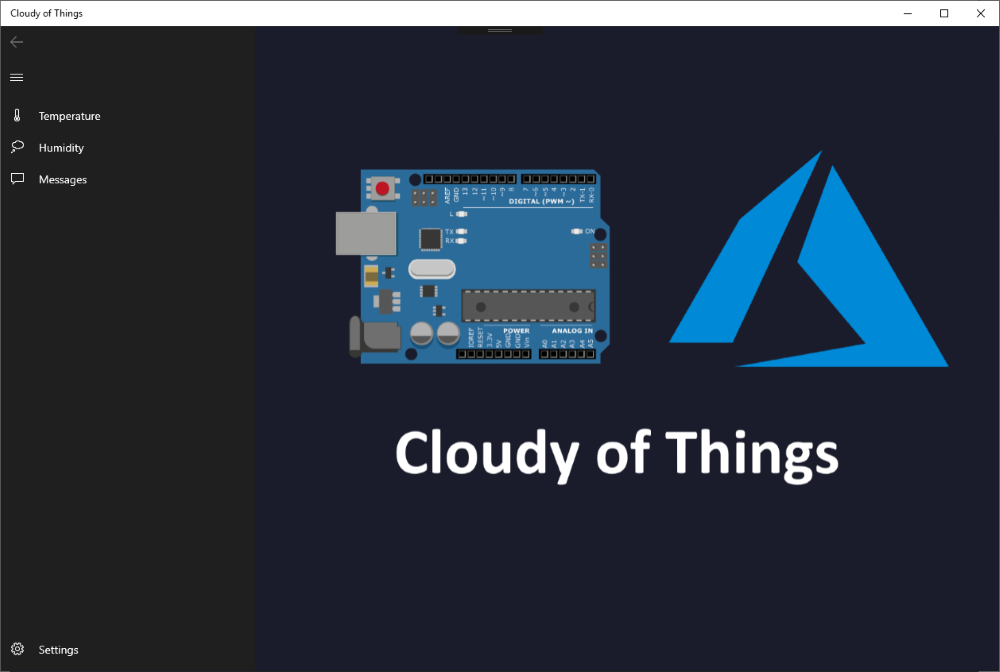 Cloudy of Things
Temperature
Humidity
Messages
Settings
AREF
GND
13
12
~11
~10
~9
8
7
~6
~5
4
~3
2
TX-1
RX-0
DIGITAL (PWM ~)
L
TX
RX
ON
POWER
ANALOG IN
IOREF
RESET
3.3V
5V
GND
GND
Vin
A0
A1
A2
A3
A4
A5
Cloudy of Things